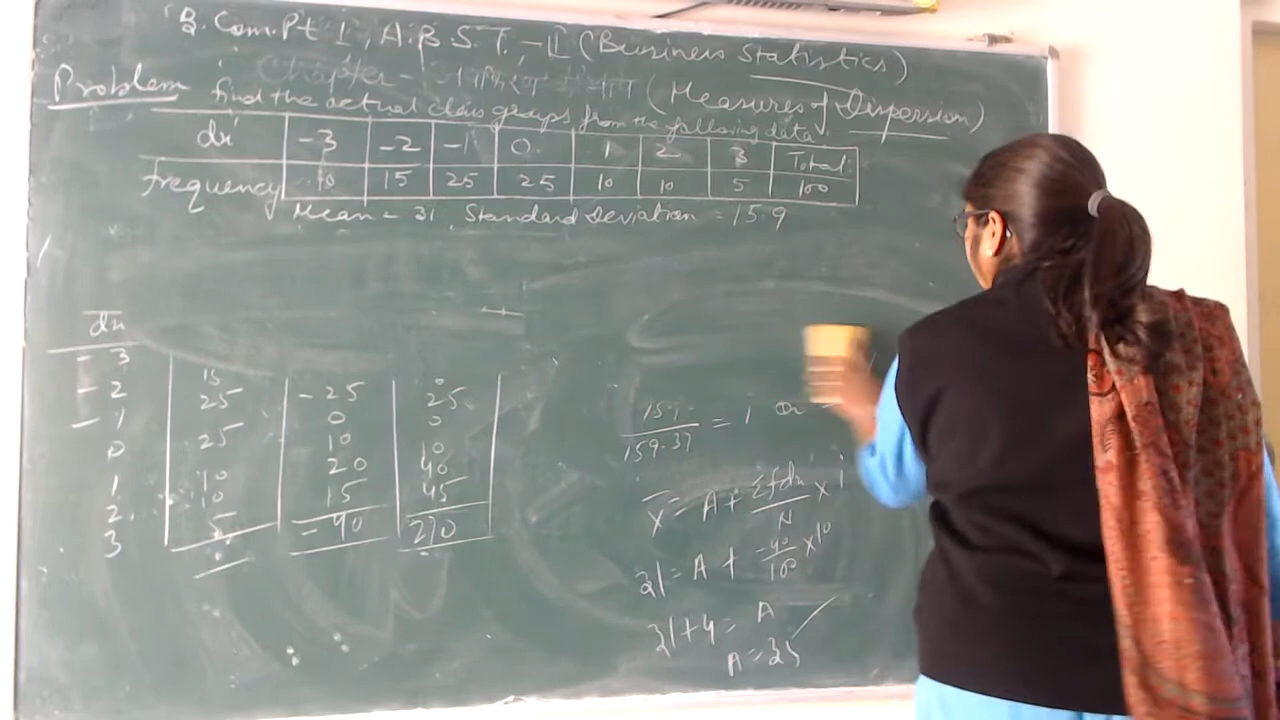 B.Com.Pt I, A.B.S.T. - II (Business Statistics)
Chapter - (Measures of Dispersion)
Problem find the actual class groups from the following data.
dx -3 -2 -1 0 1 2 3 Total
frequency 10 15 25 25 10 10 5 100
Mean = 31 Standard Deviation = 15.9
dx
-3
-2 15
-1 25 -25 25
0 25 0 0
1 10 10 10
2 10 20 40
3 5 15 45
-40 270
15.9
159.37 = i
x̄ = A + Σfdx/N × i
31 = A + -40/100 × 10
31 + 4 = A
A = 35